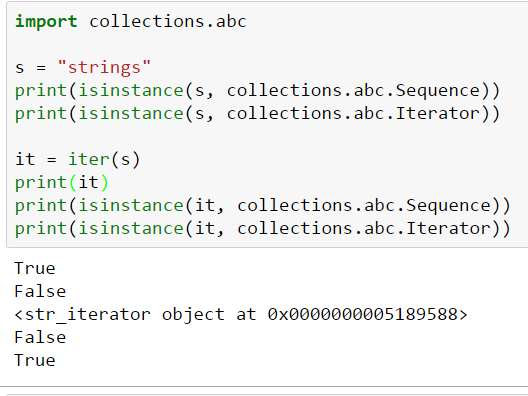 import collections.abc
s = "strings"
print(isinstance(s, collections.abc.Sequence))
print(isinstance(s, collections.abc.Iterator))
it = iter(s)
print(it)
print(isinstance(it, collections.abc.Sequence))
print(isinstance(it, collections.abc.Iterator))
True
False
<str_iterator object at 0x0000000005189588>
False
True